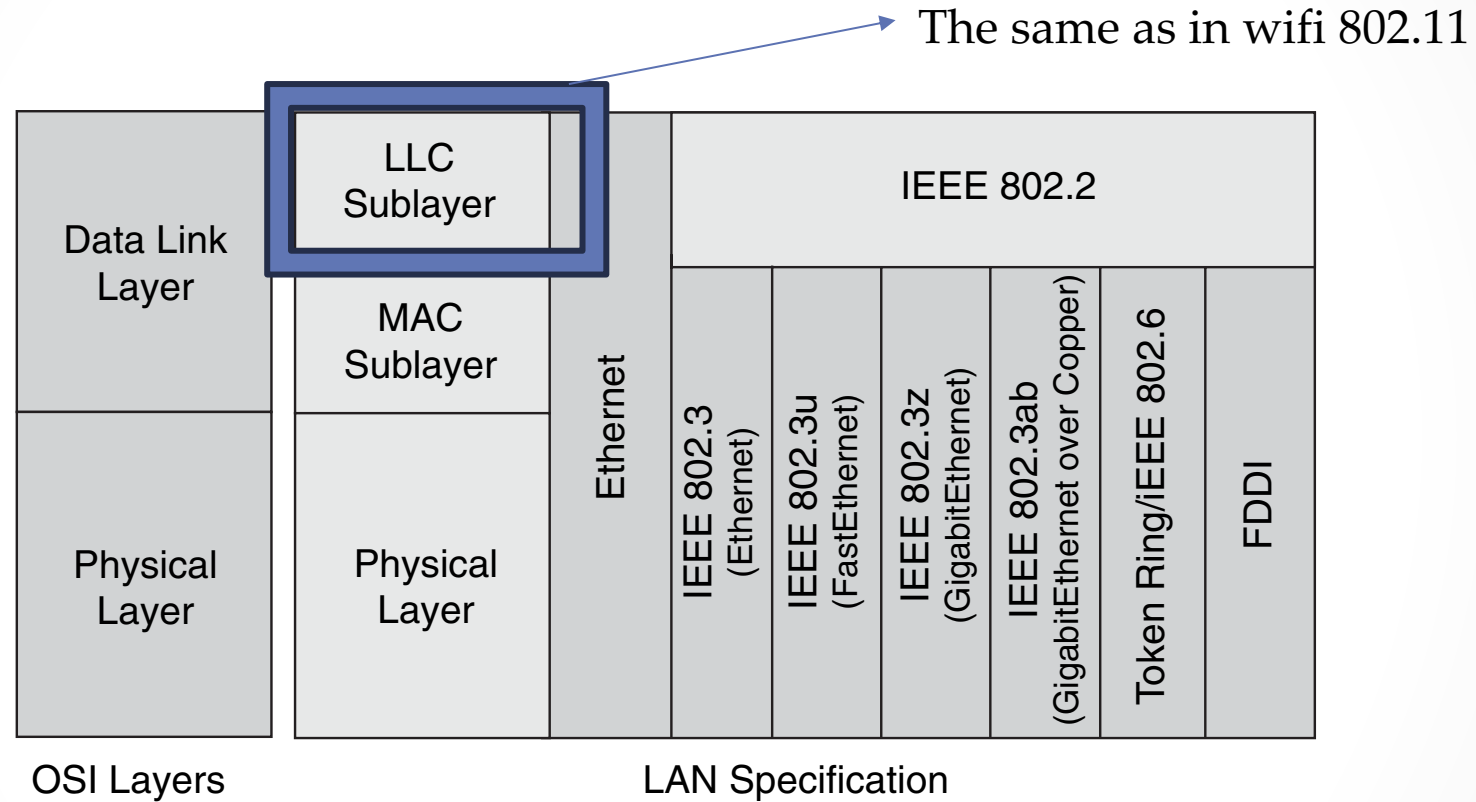 The same as in wifi 802.11
Data Link
Layer
Physical
Layer
LLC
Sublayer
MAC
Sublayer
Physical
Layer
Ethernet
IEEE 802.2
IEEE 802.3
(Ethernet)
IEEE 802.3u
(FastEthernet)
IEEE 802.3z
(GigabitEthernet)
IEEE 802.3ab
(GigabitEthernet over Copper)
Token Ring/iEEE 802.6
FDDI
OSI Layers
LAN Specification